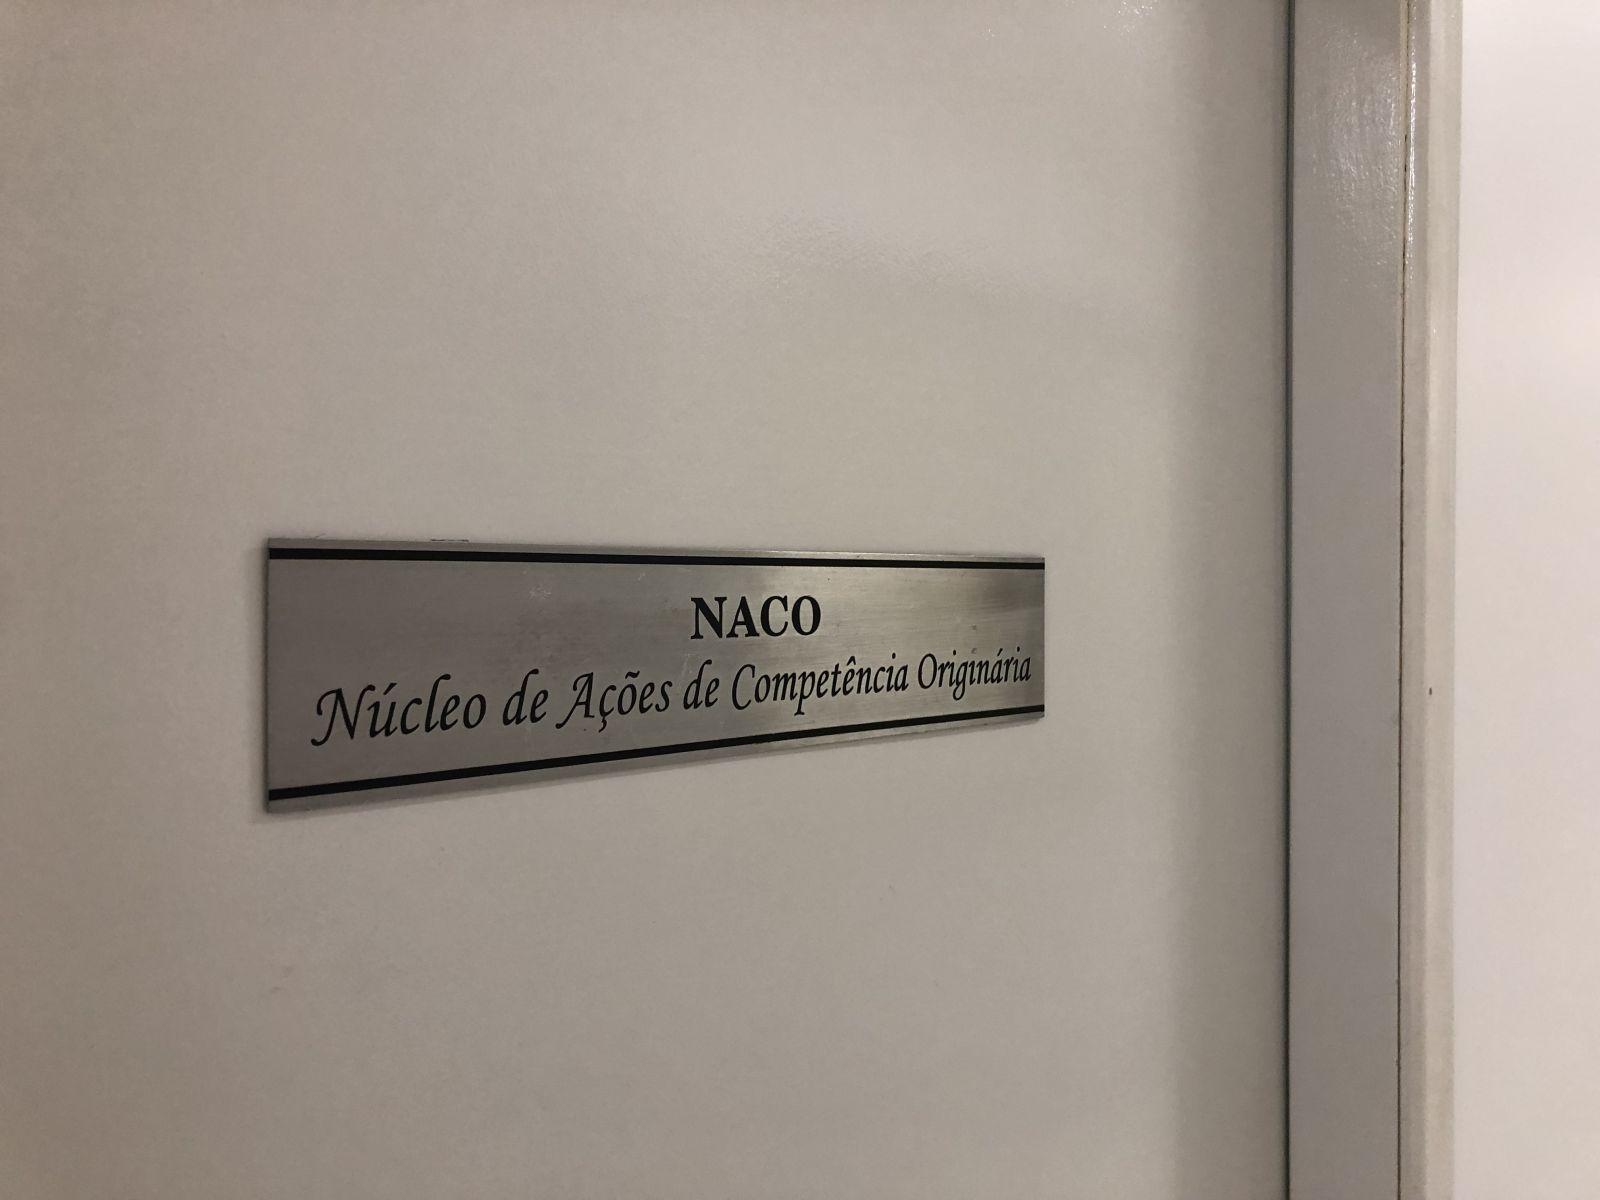 NACO
Núcleo de Ações de Competência Originária